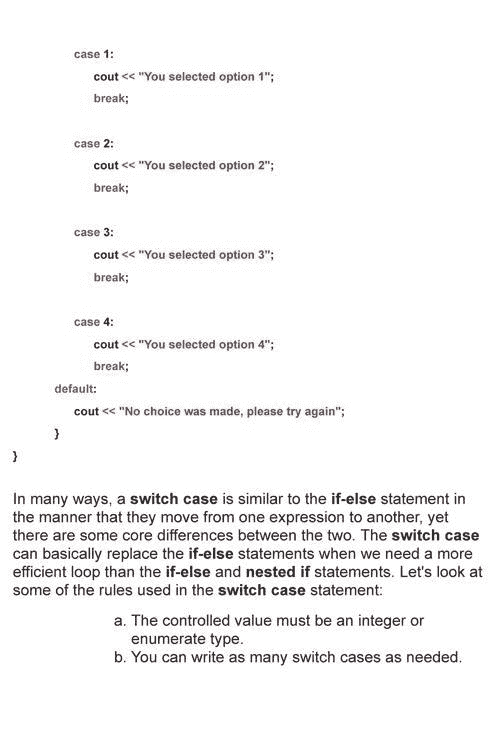 case 1:
cout << "You selected option 1";
break;
case 2:
cout << "You selected option 2";
break;
case 3:
cout << "You selected option 3";
break;
case 4:
cout << "You selected option 4";
break;
default:
cout << "No choice was made, please try again";
}
}
In many ways, a switch case is similar to the if-else statement in
the manner that they move from one expression to another, yet
there are some core differences between the two. The switch case
can basically replace the if-else statements when we need a more
efficient loop than the if-else and nested if statements. Let's look at
some of the rules used in the switch case statement:
a. The controlled value must be an integer or
enumerate type.
b. You can write as many switch cases as needed.